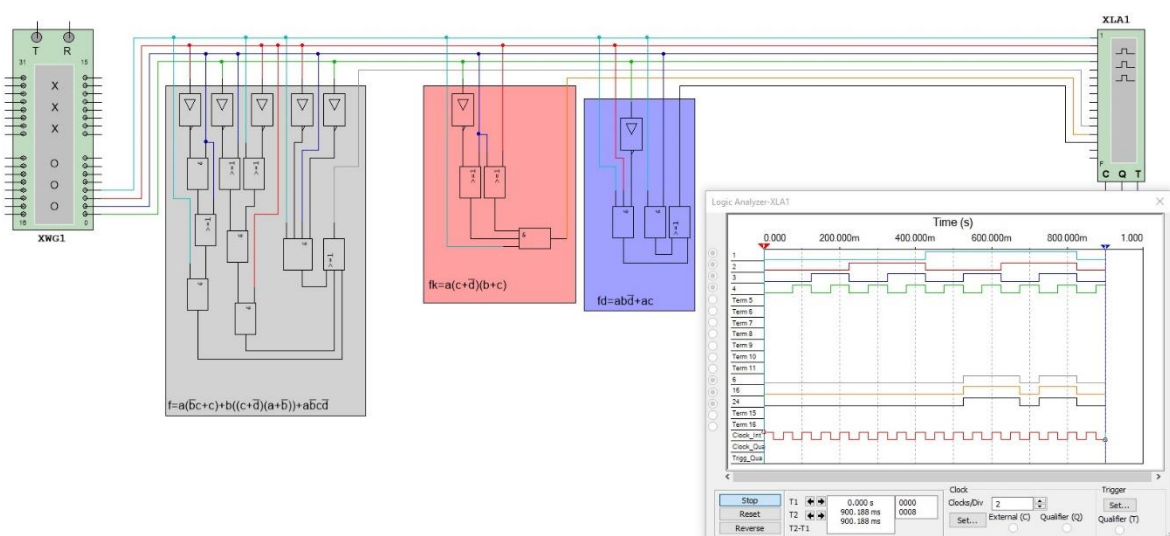 XLA1
T R
31 15
X
X
X
O
O
O
16 0
XWG1
1
F
C Q T
&
f=a(b̅c+c)+b((c+d̅)(a+b̅))+ab̅cd̅
fk=a(c+d̅)(b+c)
fd=abd̅+ac
Logic Analyzer-XLA1
Time (s)
0.000 200.000m 400.000m 600.000m 800.000m 1.000
1
2
3
4
Term 5
Term 6
Term 7
Term 8
Term 9
Term 10
Term 11
6
16
24
Term 15
Term 16
Clock_Int
Clock_Qua
Trigg_Qua
Stop
Reset
Reverse
T1 0.000 s 0000
T2 900.188 ms 0008
T2-T1 900.188 ms
Clock
Clocks/Div 2
Set... External (C) Qualifier (Q)
Trigger
Set...
Qualifier (T)